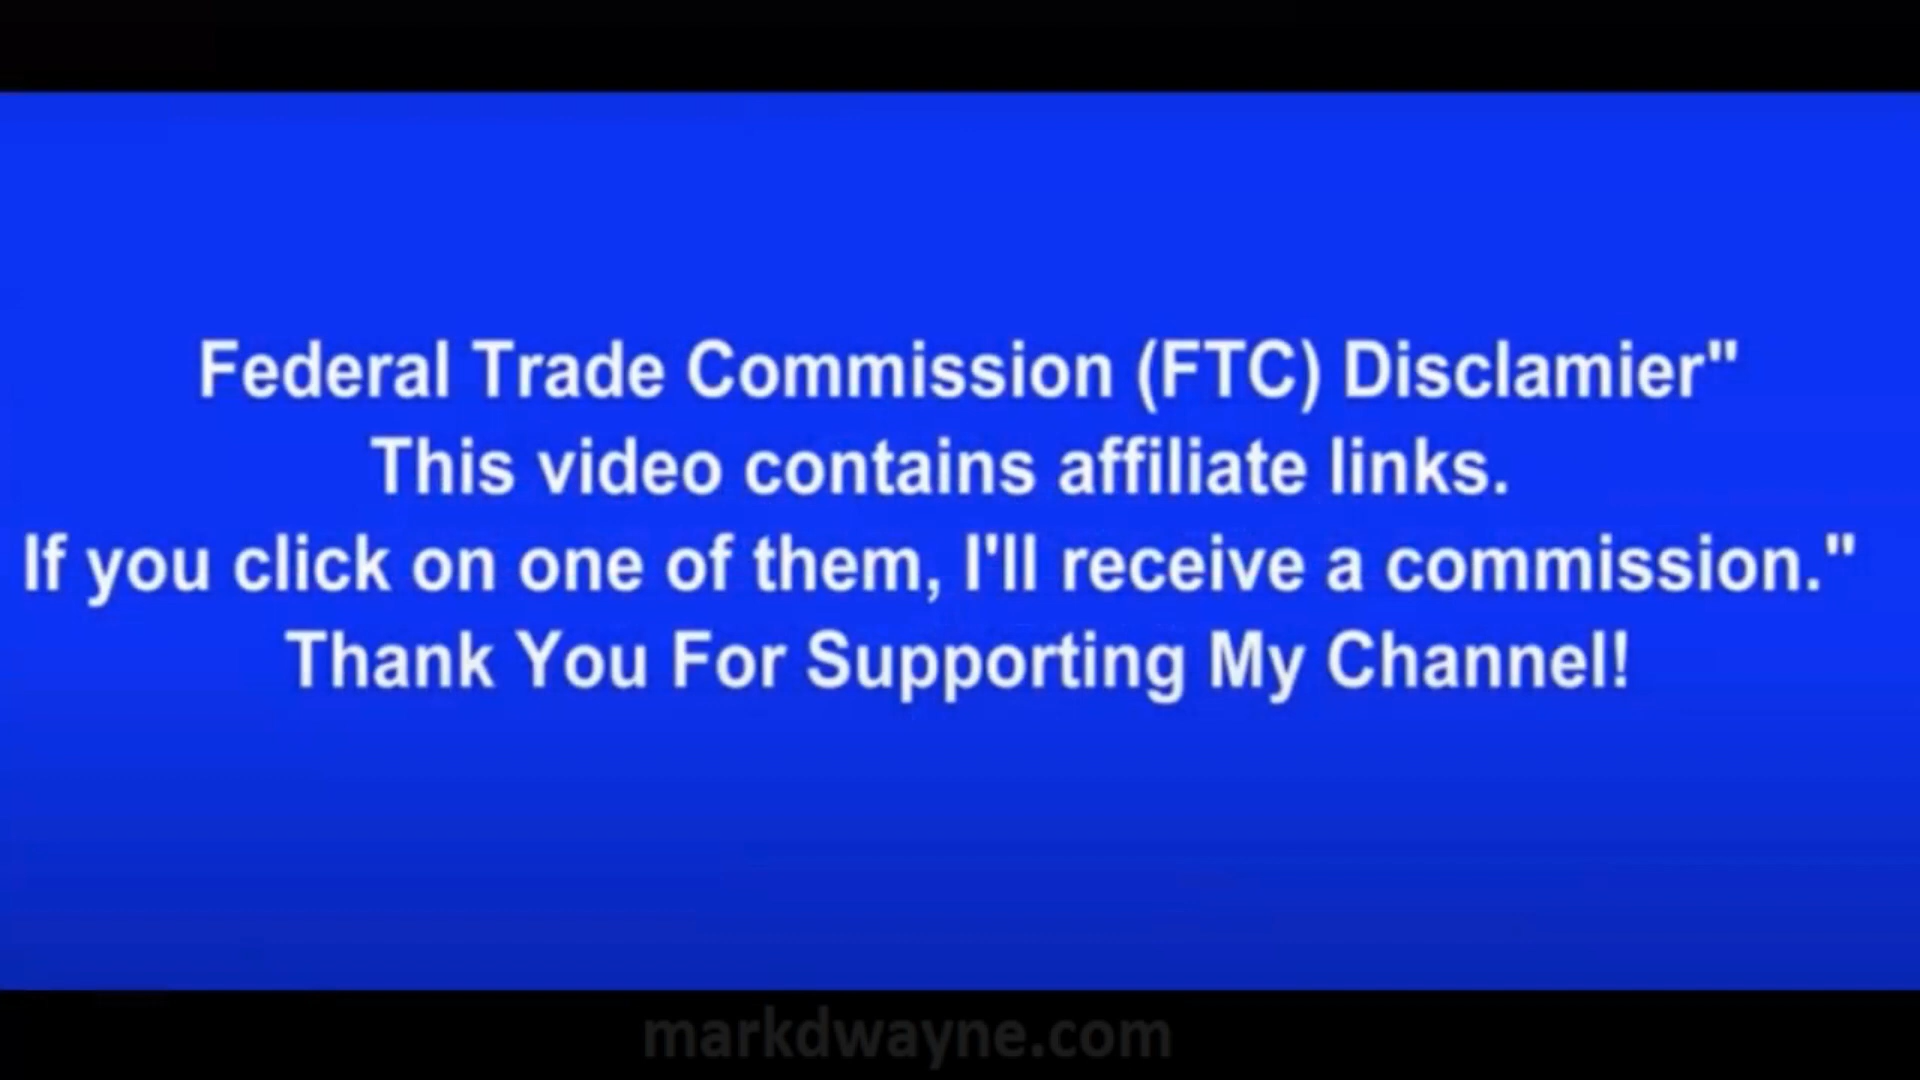 Federal Trade Commission (FTC) Disclamier"
This video contains affiliate links.
If you click on one of them, I'll receive a commission."
Thank You For Supporting My Channel!
markdwayne.com